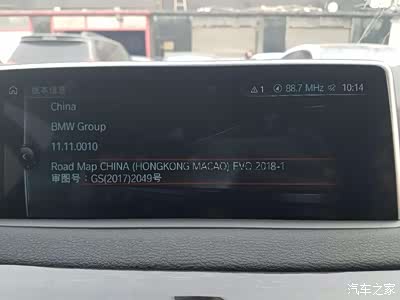 版本信息 1 88.7 MHz 10:14
China
BMW Group
11.11.0010
Road Map CHINA (HONGKONG MACAO) EVO 2018-1
审图号：GS(2017)2049号
汽车之家